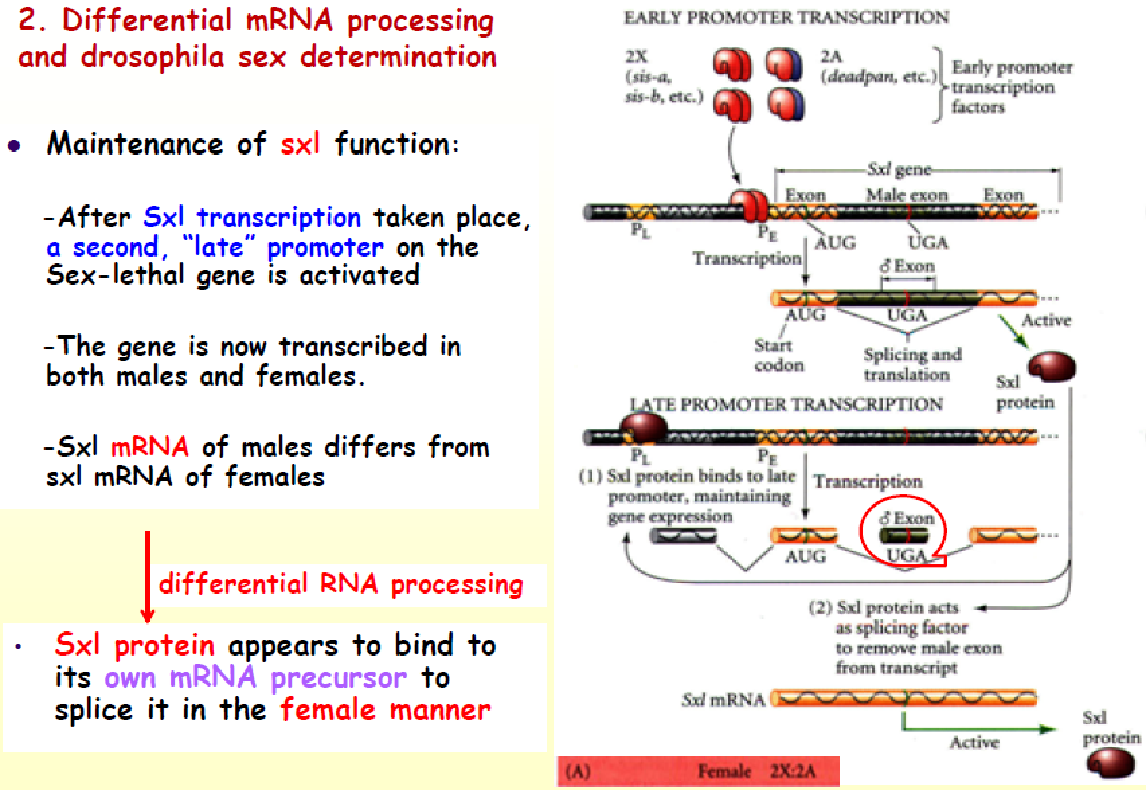 2. Differential mRNA processing
and drosophila sex determination
• Maintenance of sxl function:
-After Sxl transcription taken place,
a second, “late” promoter on the
Sex-lethal gene is activated
-The gene is now transcribed in
both males and females.
-Sxl mRNA of males differs from
sxl mRNA of females
differential RNA processing
• Sxl protein appears to bind to
its own mRNA precursor to
splice it in the female manner
EARLY PROMOTER TRANSCRIPTION
2X
(sis-a,
sis-b, etc.)
2A
(deadpan, etc.)
Early promoter
transcription
factors
Sxl gene
Exon Male exon Exon
PL PE AUG UGA
Transcription
♂ Exon
AUG UGA
Start
codon
Splicing and
translation
Active
Sxl
protein
LATE PROMOTER TRANSCRIPTION
PL PE
(1) Sxl protein binds to late
promoter, maintaining
gene expression
Transcription
♂ Exon
AUG UGA
(2) Sxl protein acts
as splicing factor
to remove male exon
from transcript
Sxl mRNA
Active
Sxl
protein
(A) Female 2X:2A